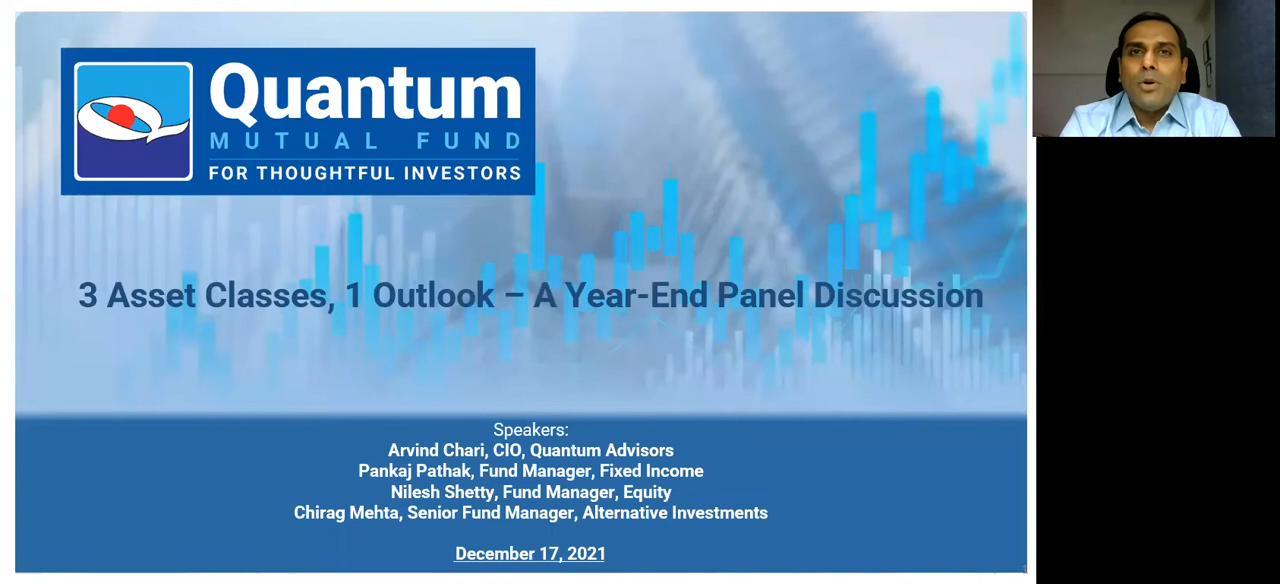 Quantum
MUTUAL FUND
FOR THOUGHTFUL INVESTORS
3 Asset Classes, 1 Outlook – A Year-End Panel Discussion
Speakers:
Arvind Chari, CIO, Quantum Advisors
Pankaj Pathak, Fund Manager, Fixed Income
Nilesh Shetty, Fund Manager, Equity
Chirag Mehta, Senior Fund Manager, Alternative Investments
December 17, 2021
1